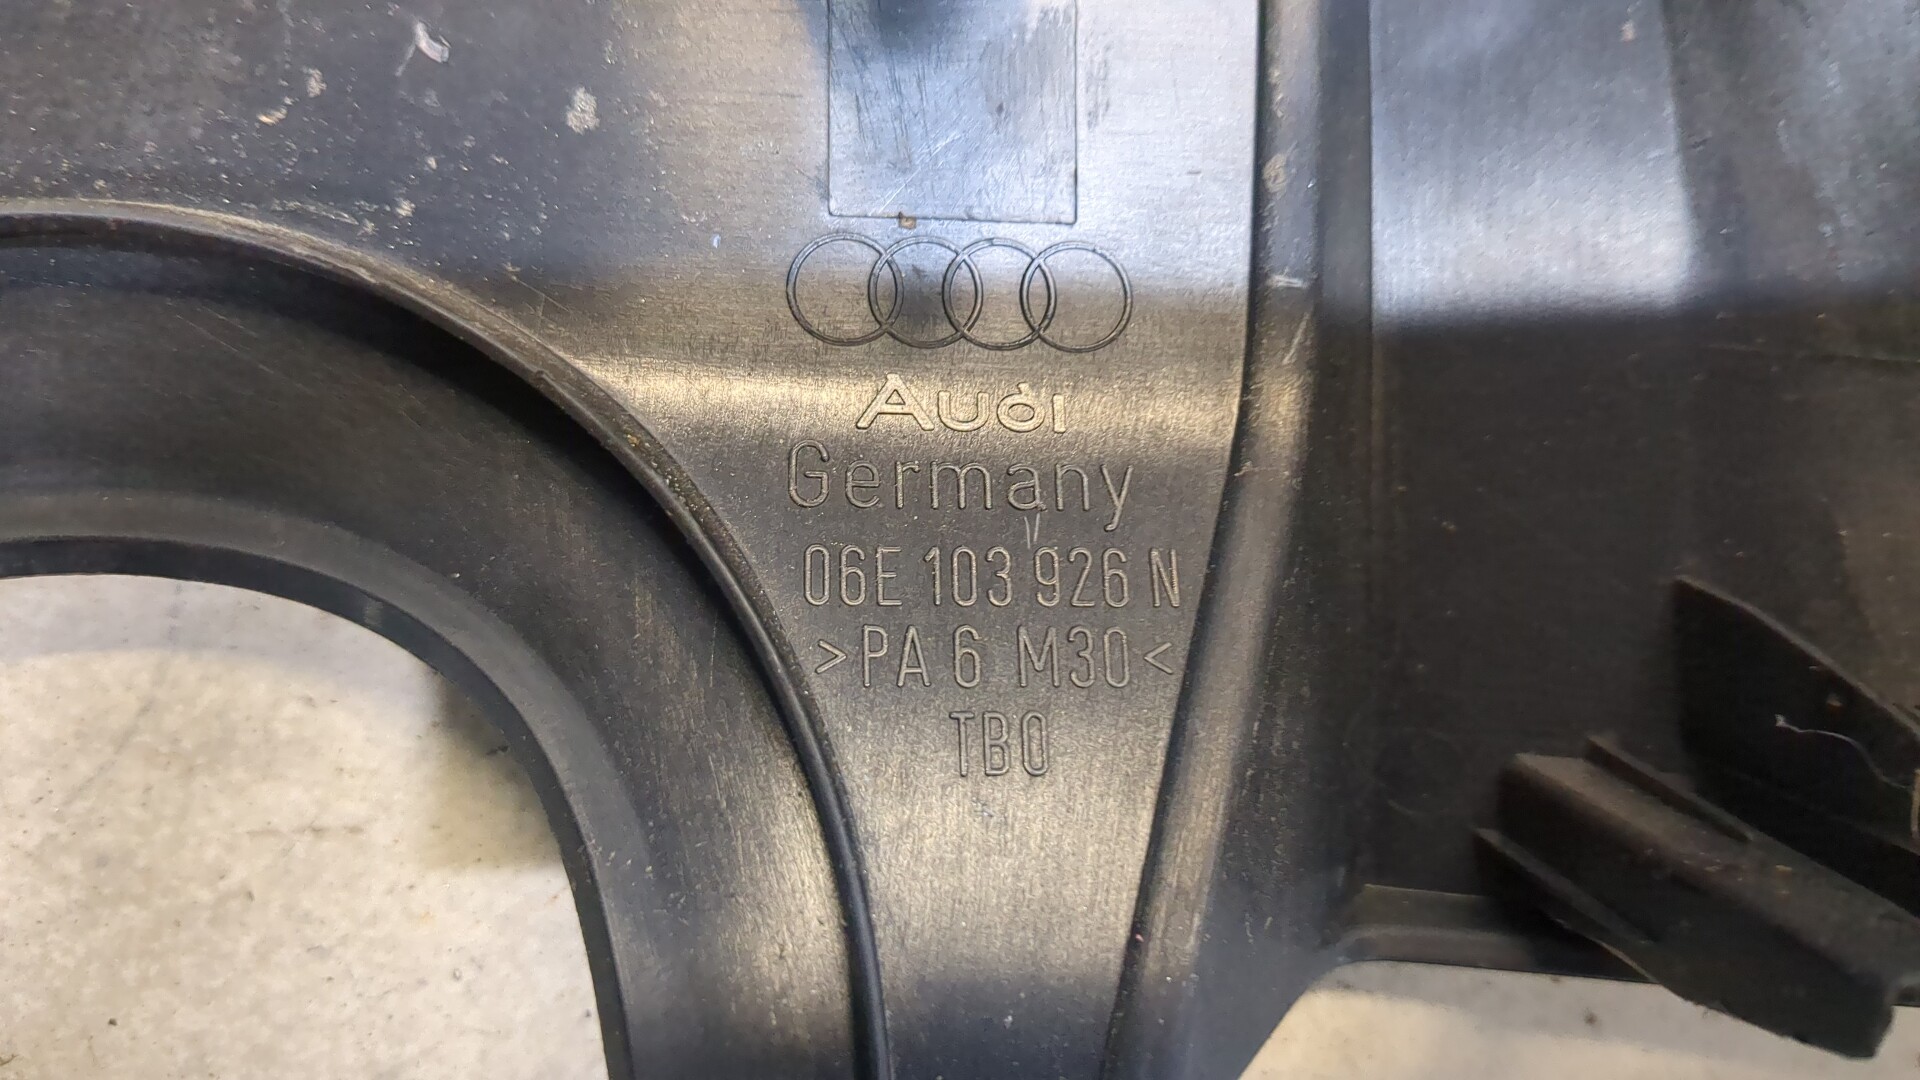 Audi
Germany
06E 103 926 N
>PA 6 M30<
TBO